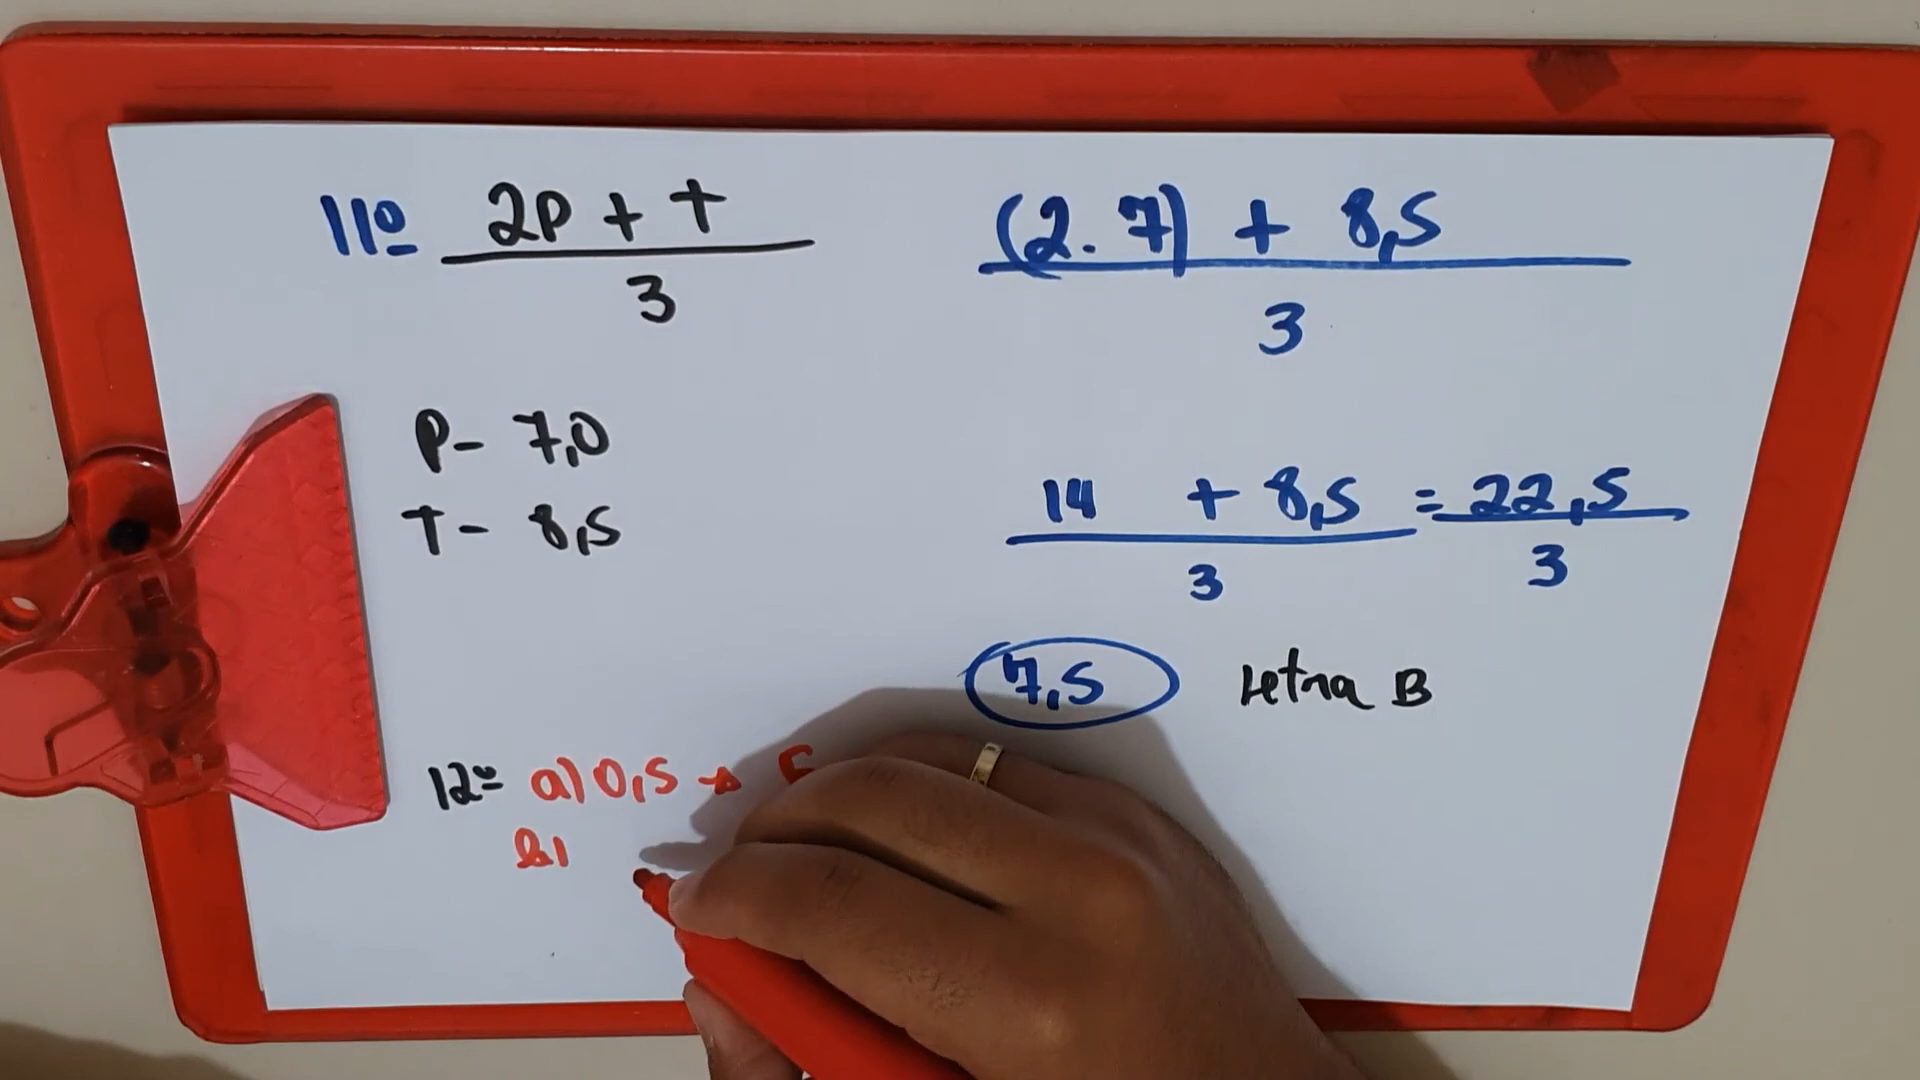 11º 2P + T
3
(2.7) + 8,5
3
P- 7,0
T- 8,5
14 + 8,5 = 22,5
3 3
7,5 letra B
12º a) 0,5 →
b)